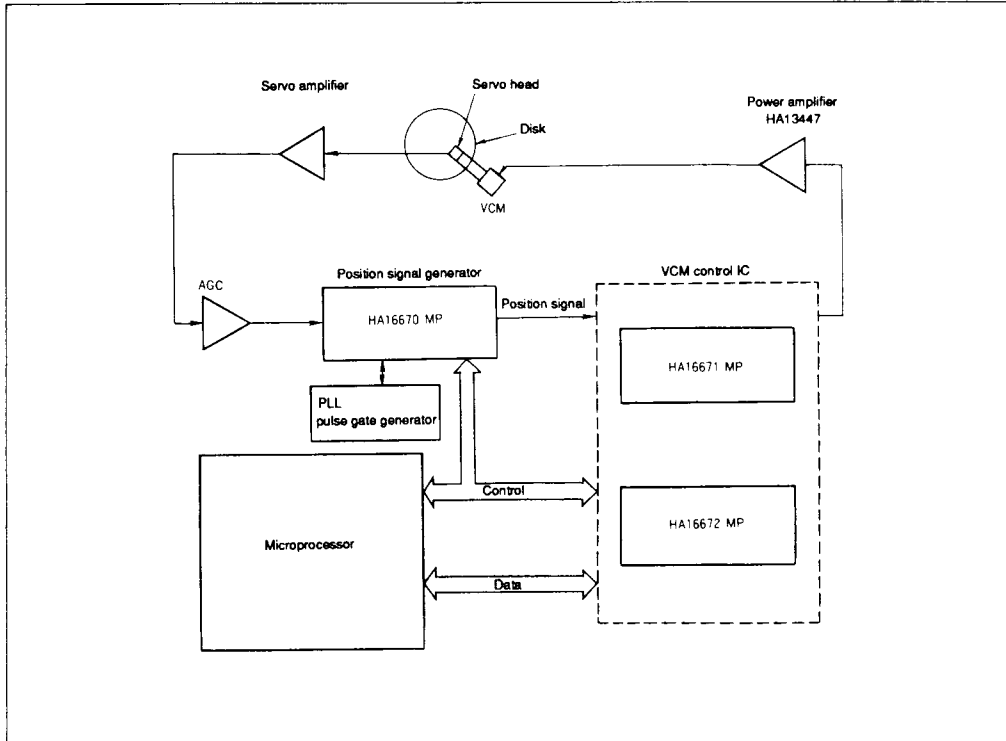 Servo amplifier
Servo head
Disk
VCM
Power amplifier
HA13447
AGC
Position signal generator
HA16670 MP
Position signal
VCM control IC
HA16671 MP
PLL
pulse gate generator
Microprocessor
Control
HA16672 MP
Data